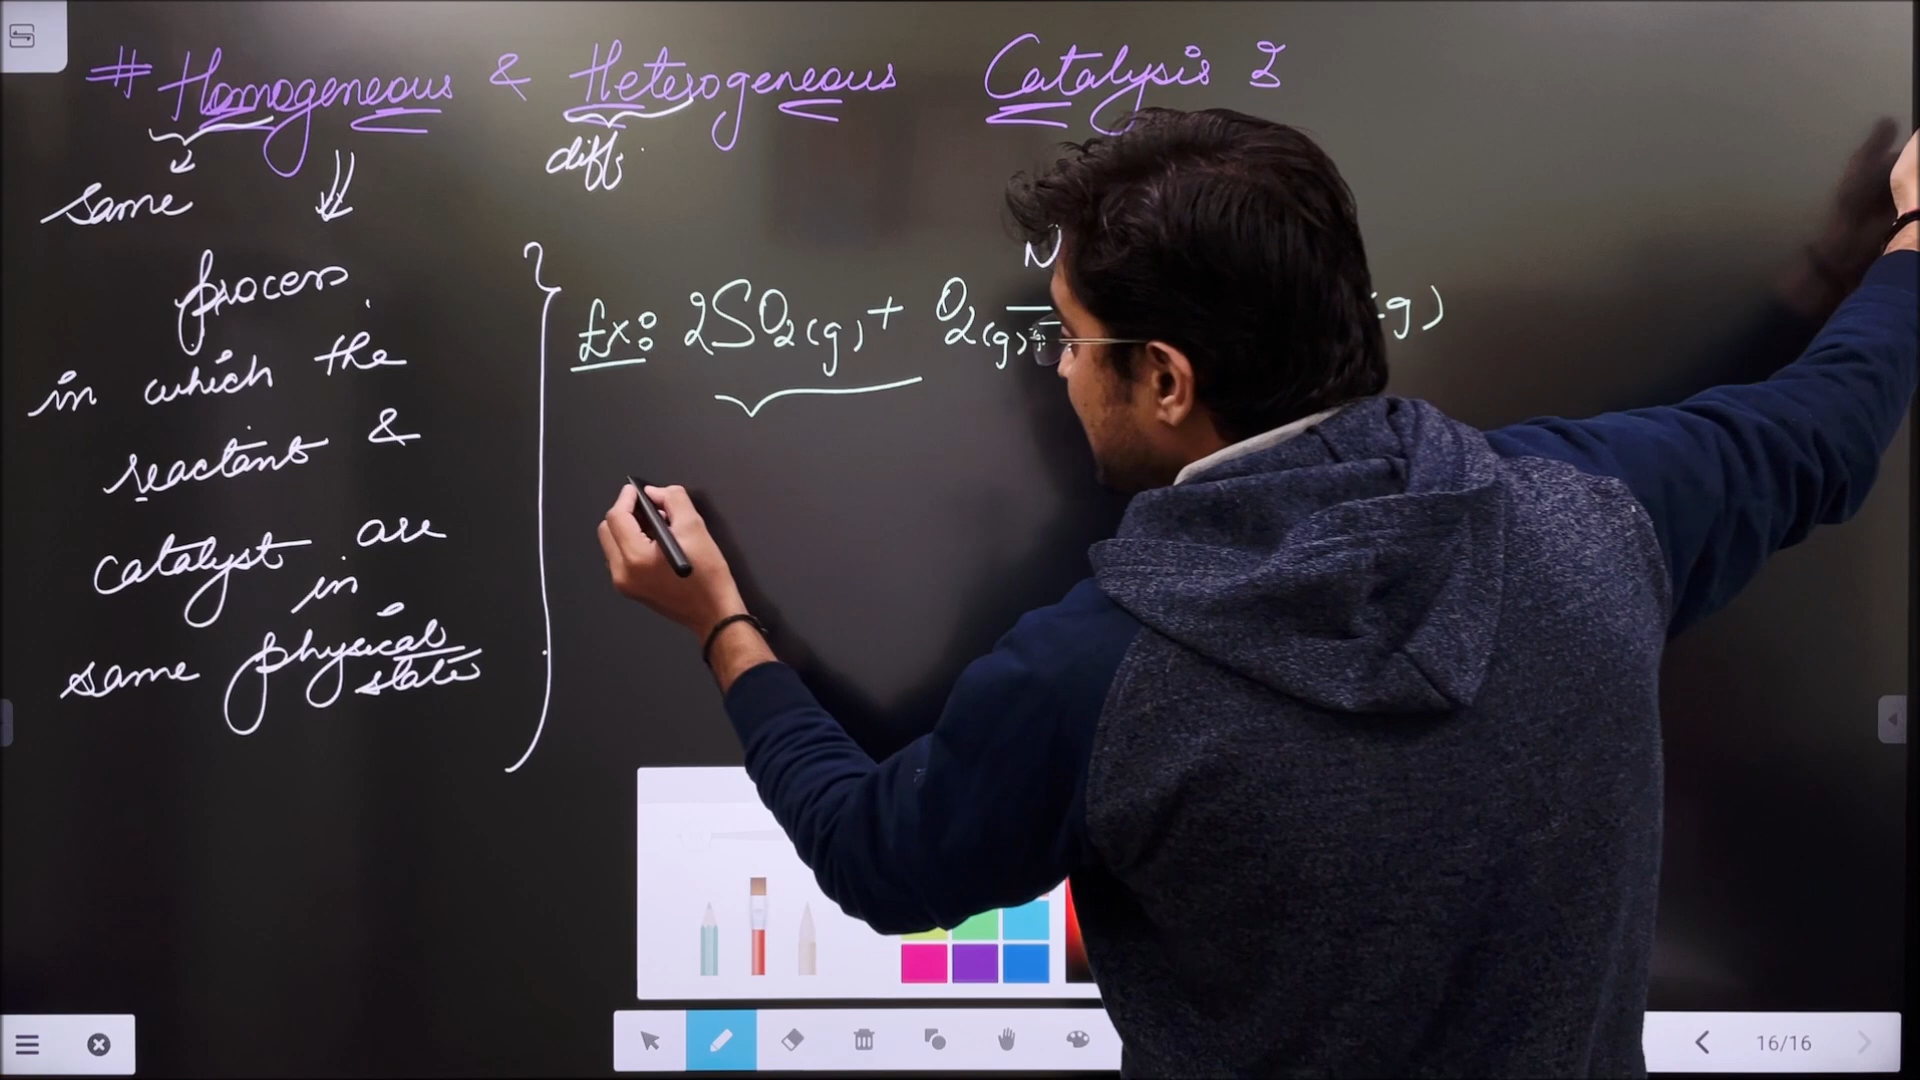 # Homogeneous & Heterogeneous Catalysis :
same
diff.
process
in which the
reactants &
catalyst are
in
same physical
state
Ex: 2SO2(g) + O2(g)
N
g)
16/16